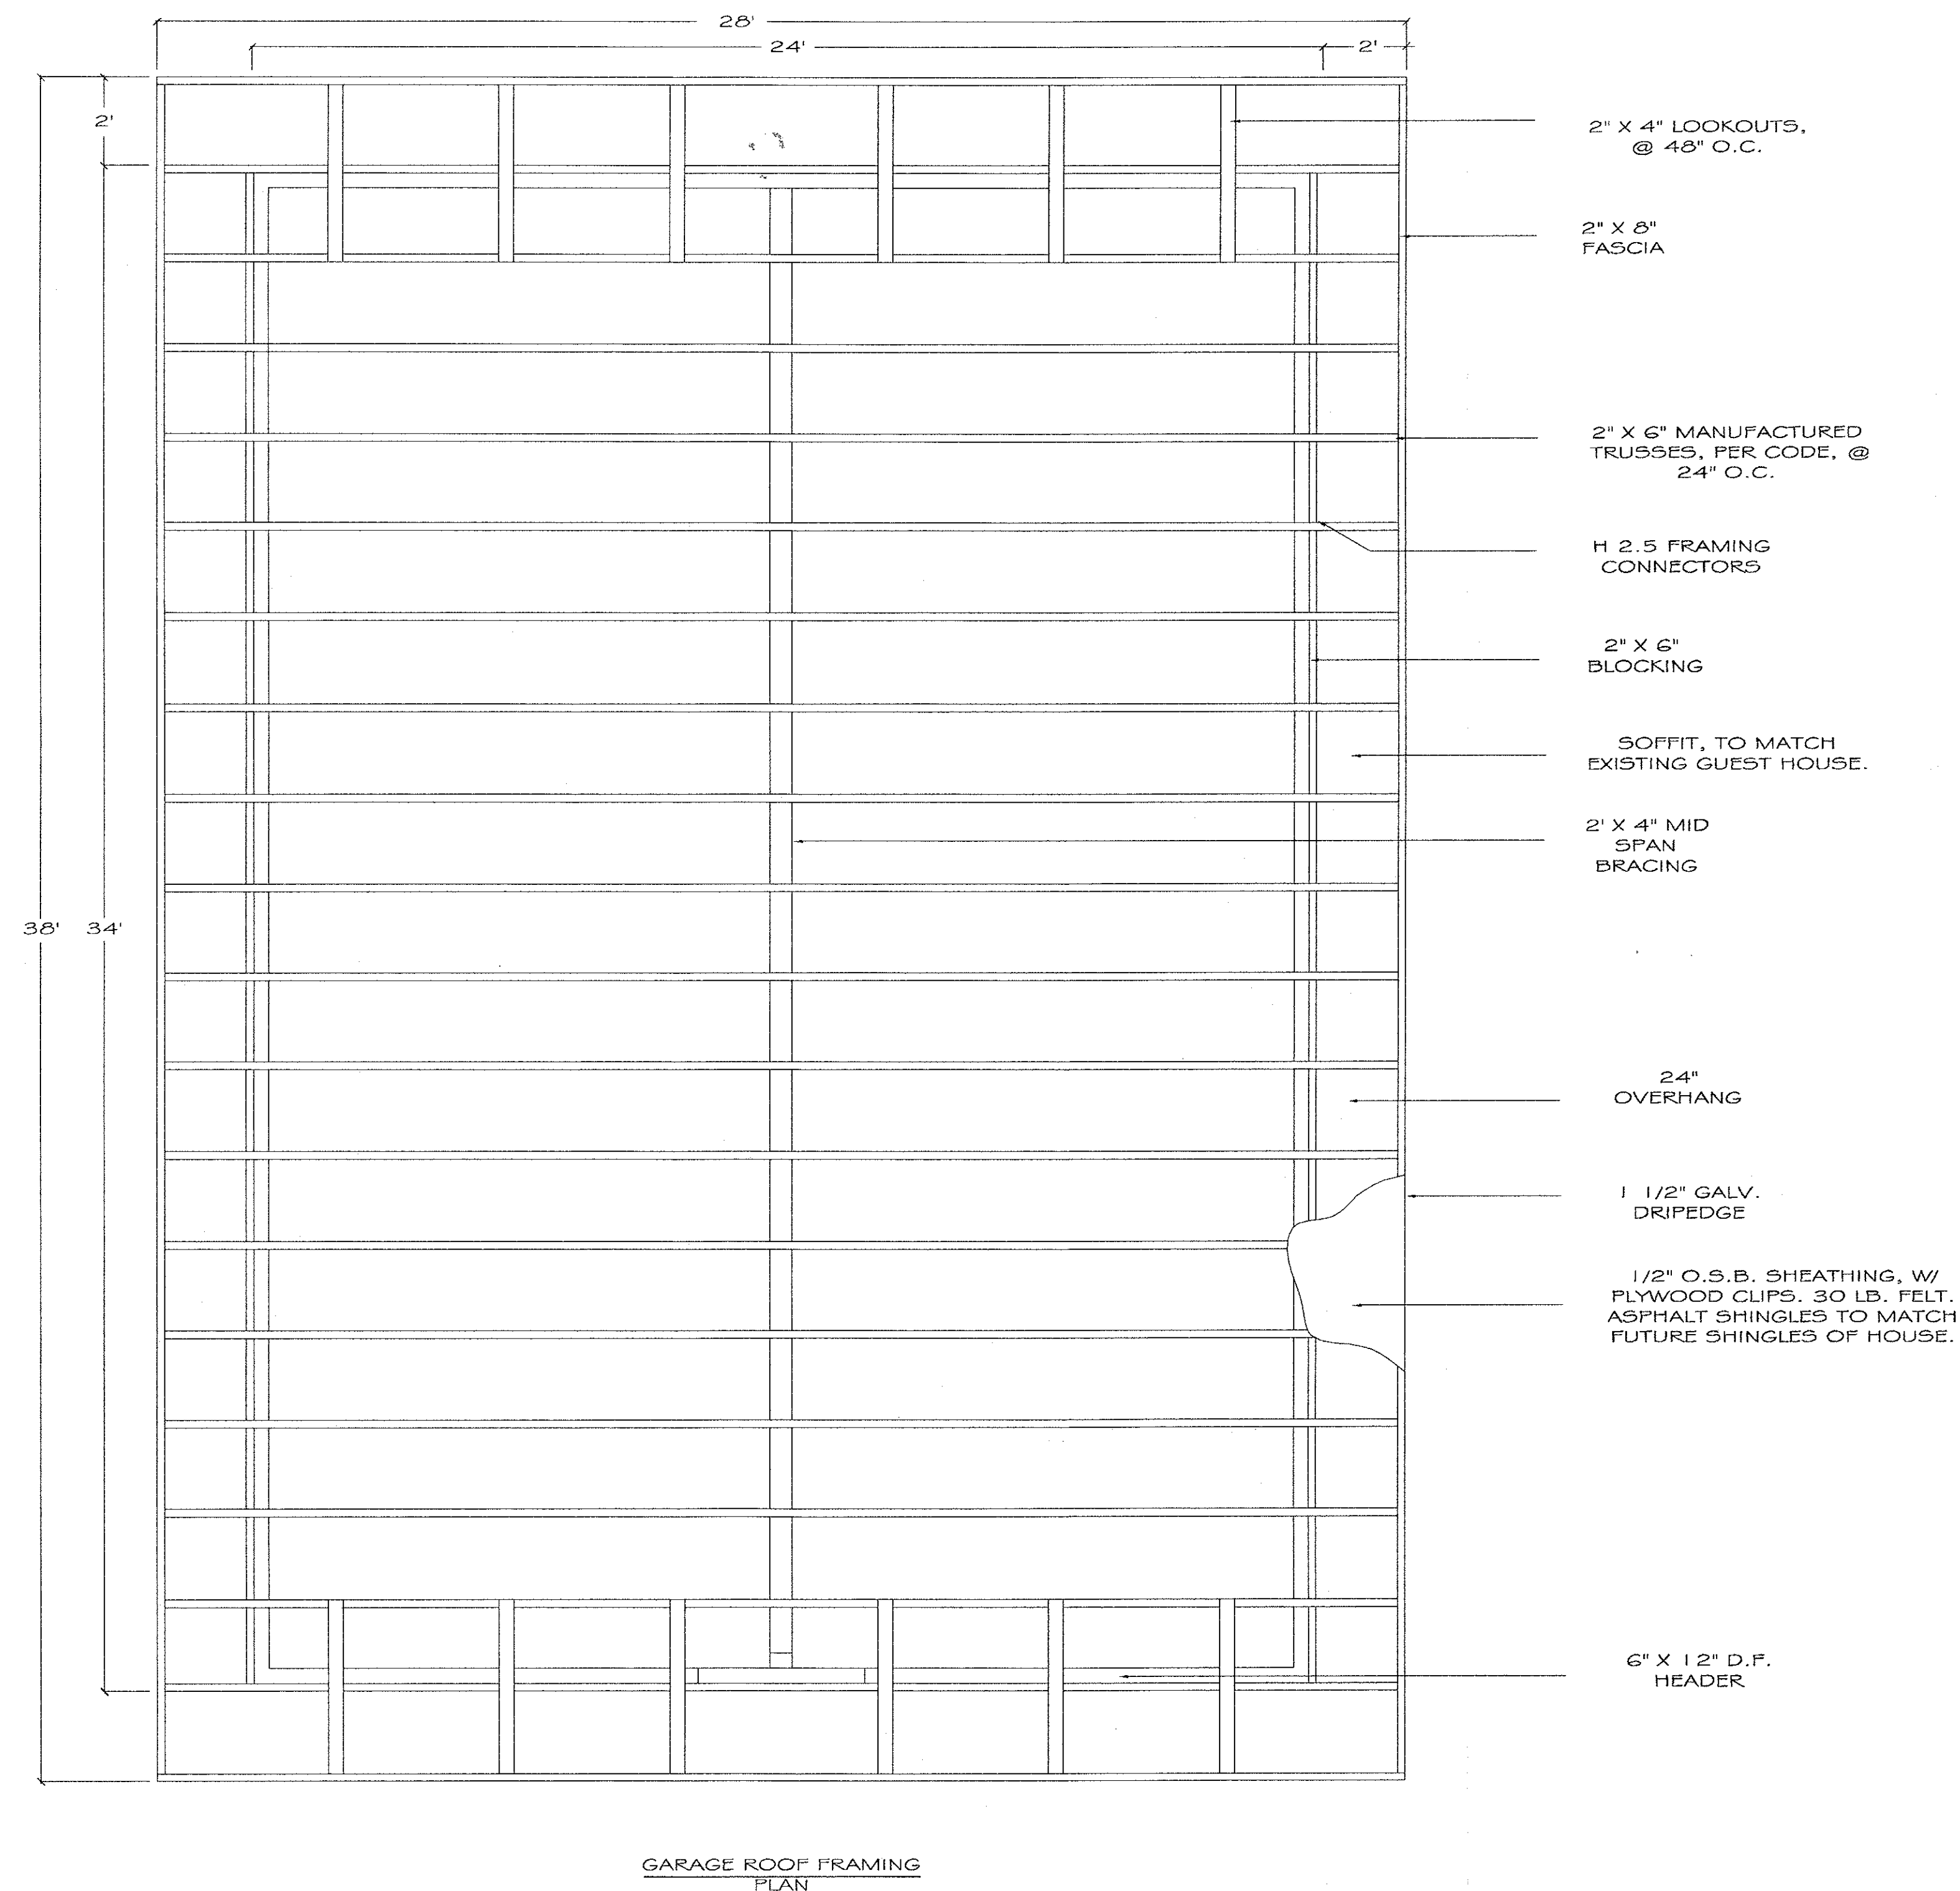 28'
24'
2'
2'
38'
34'
2" X 4" LOOKOUTS,
@ 48" O.C.
2" X 8"
FASCIA
2" X 6" MANUFACTURED
TRUSSES, PER CODE, @
24" O.C.
H 2.5 FRAMING
CONNECTORS
2" X 6"
BLOCKING
SOFFIT, TO MATCH
EXISTING GUEST HOUSE.
2' X 4" MID
SPAN
BRACING
24"
OVERHANG
1 1/2" GALV.
DRIPEDGE
1/2" O.S.B. SHEATHING, W/
PLYWOOD CLIPS. 30 LB. FELT.
ASPHALT SHINGLES TO MATCH
FUTURE SHINGLES OF HOUSE.
6" X 12" D.F.
HEADER
GARAGE ROOF FRAMING
PLAN